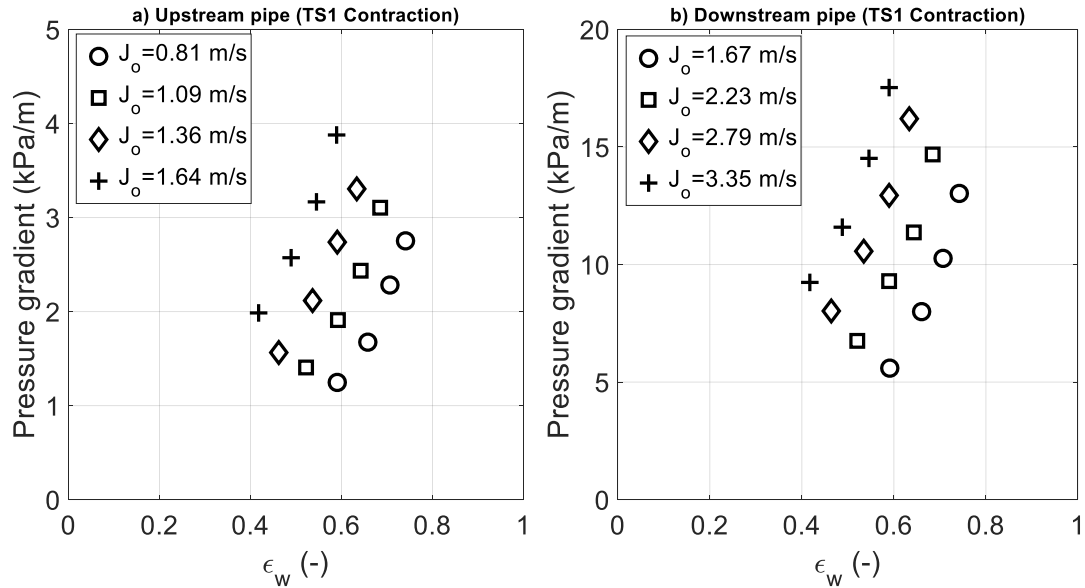 a) Upstream pipe (TS1 Contraction)
5
4
3
2
1
0
Pressure gradient (kPa/m)
J_o=0.81 m/s
J_o=1.09 m/s
J_o=1.36 m/s
J_o=1.64 m/s
0 0.2 0.4 0.6 0.8 1
ϵ_w (-)
b) Downstream pipe (TS1 Contraction)
20
15
10
5
0
Pressure gradient (kPa/m)
J_o=1.67 m/s
J_o=2.23 m/s
J_o=2.79 m/s
J_o=3.35 m/s
0 0.2 0.4 0.6 0.8 1
ϵ_w (-)